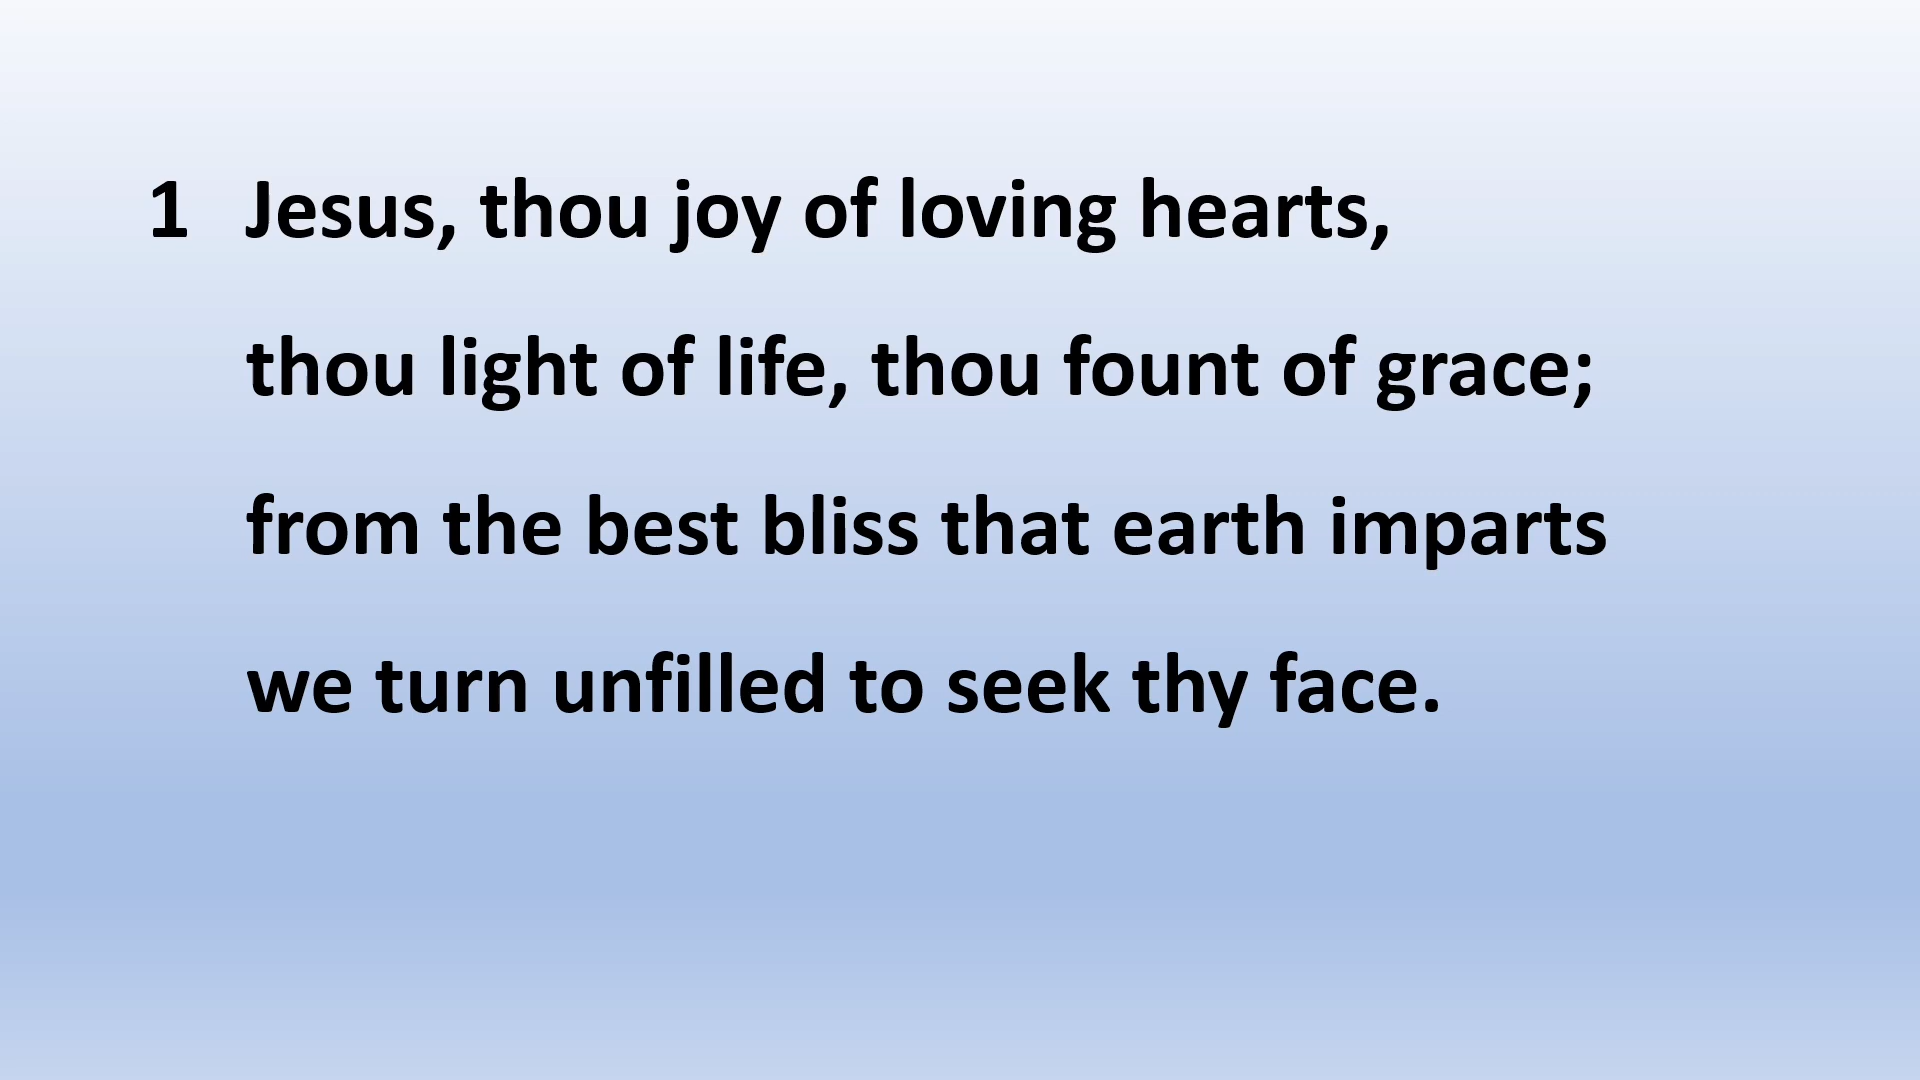 1 Jesus, thou joy of loving hearts,
thou light of life, thou fount of grace;
from the best bliss that earth imparts
we turn unfilled to seek thy face.